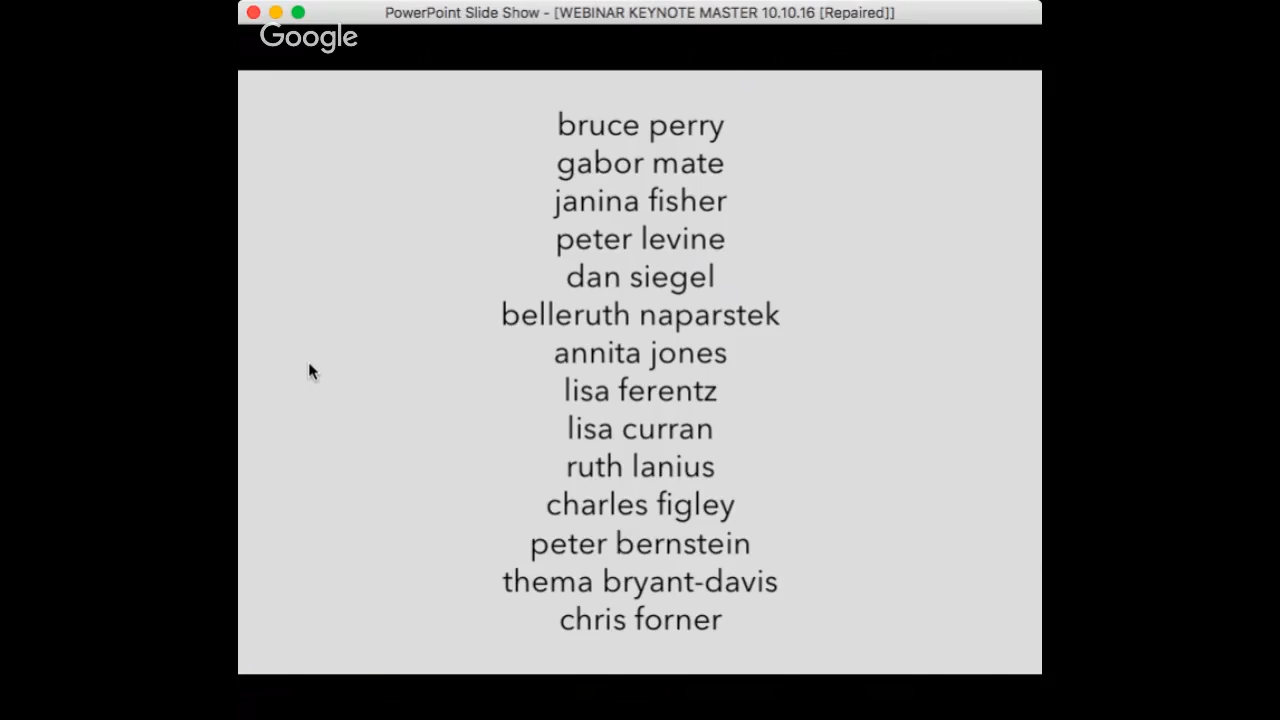 PowerPoint Slide Show - [WEBINAR KEYNOTE MASTER 10.10.16 [Repaired]]
Google
bruce perry
gabor mate
janina fisher
peter levine
dan siegel
belleruth naparstek
annita jones
lisa ferentz
lisa curran
ruth lanius
charles figley
peter bernstein
thema bryant-davis
chris forner